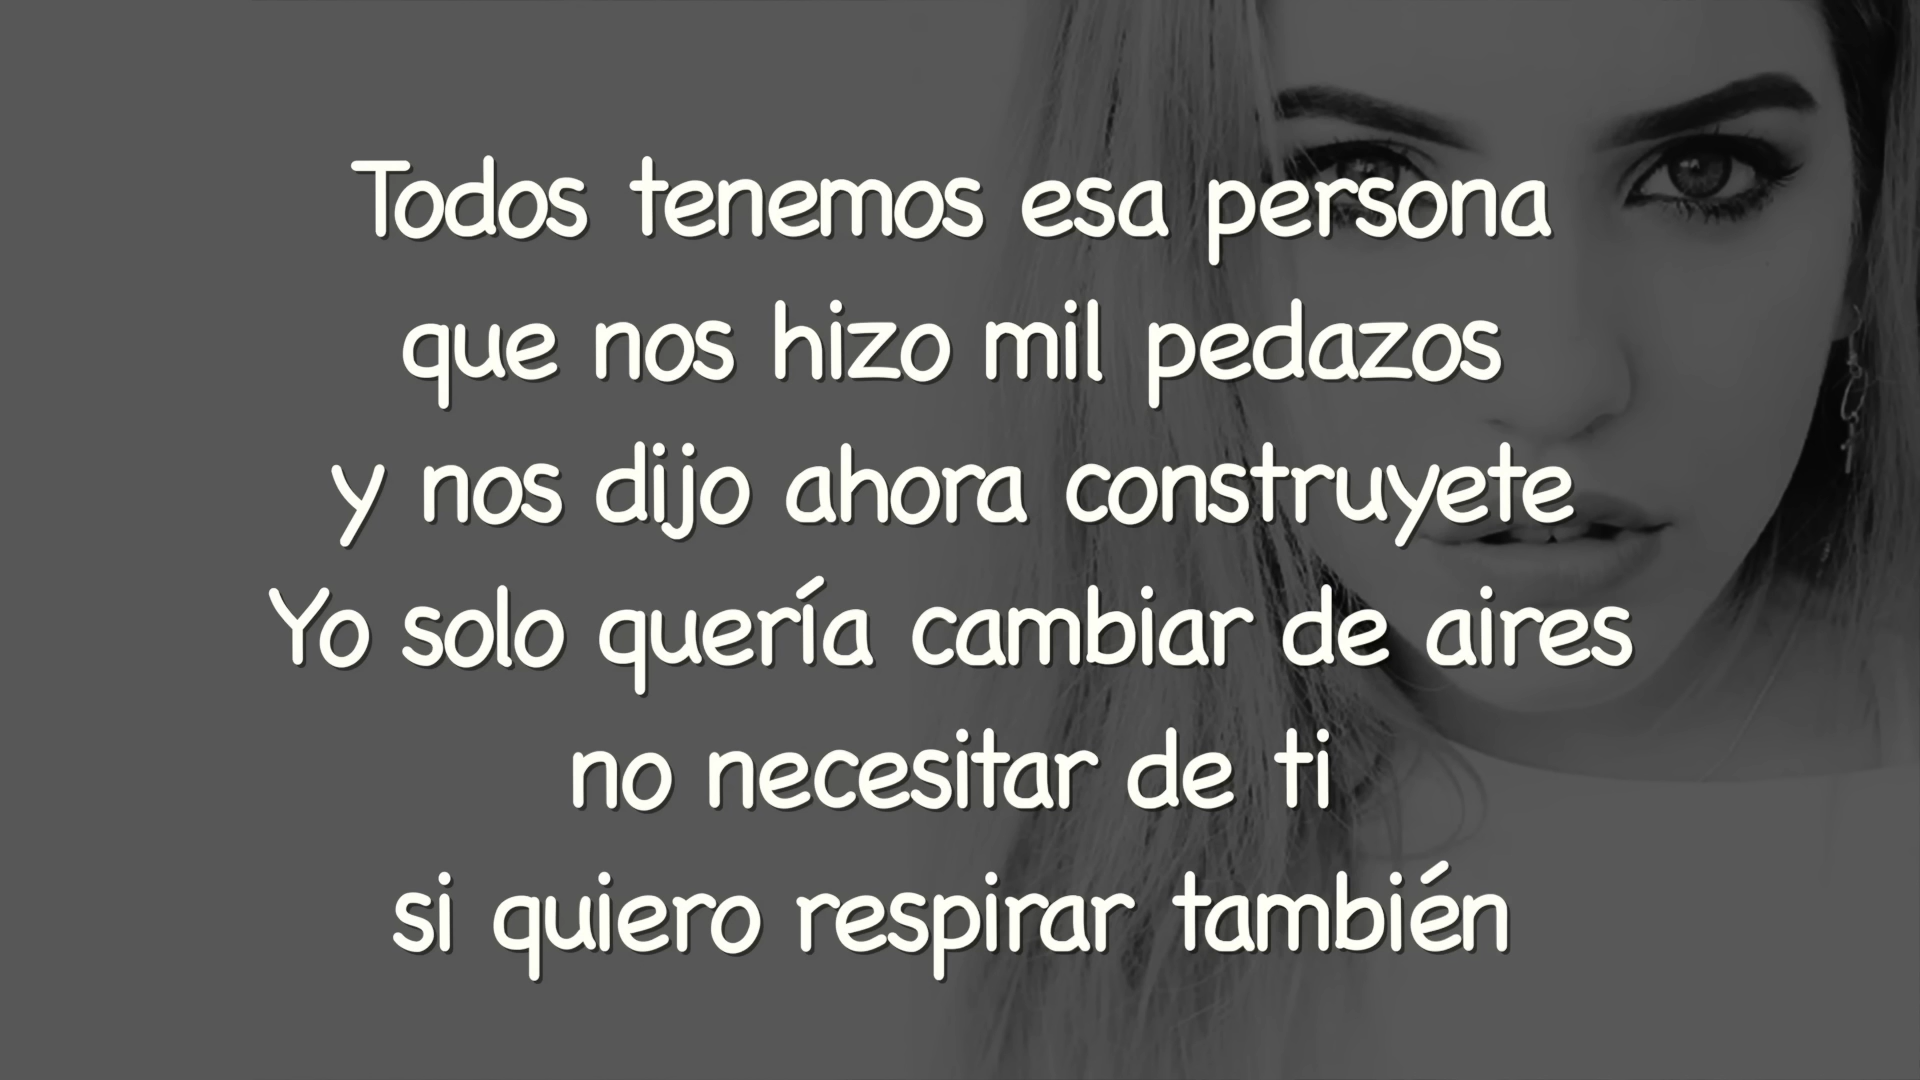 Todos tenemos esa persona
que nos hizo mil pedazos
y nos dijo ahora construyete
Yo solo quería cambiar de aires
no necesitar de ti
si quiero respirar también